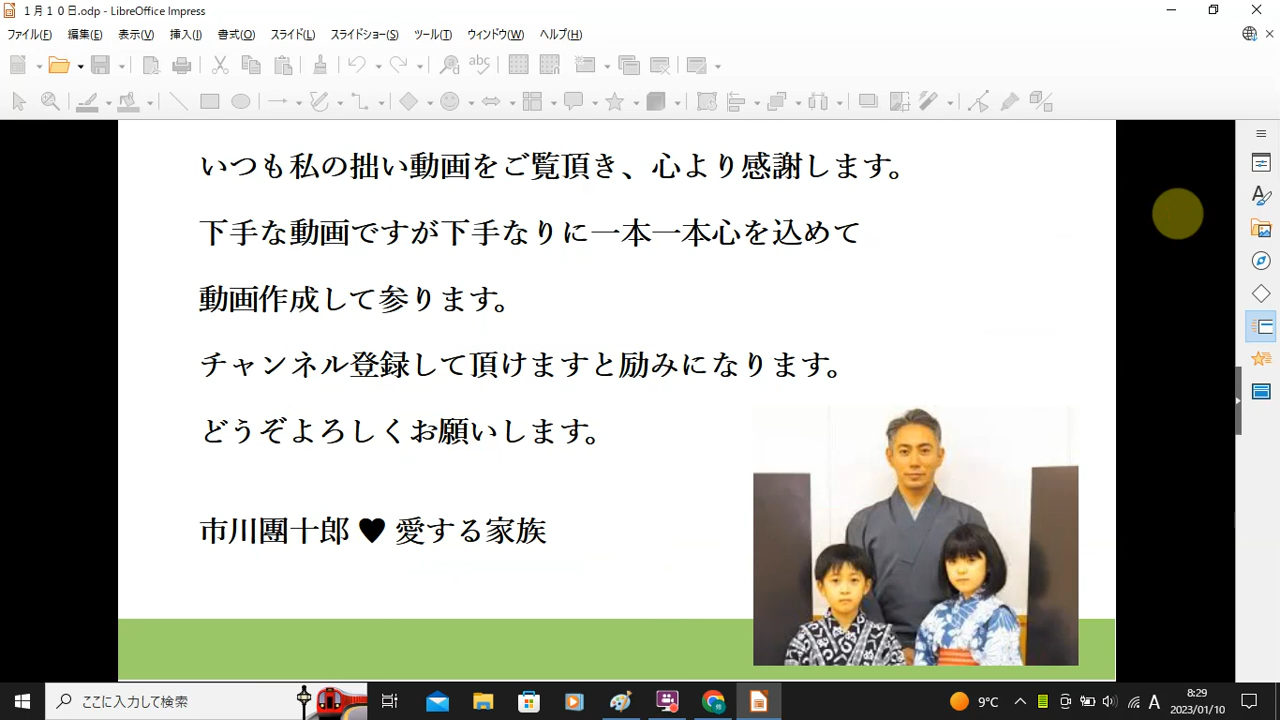 1月10日.odp - LibreOffice Impress
ファイル(F) 編集(E) 表示(V) 挿入(I) 書式(O) スライド(L) スライドショー(S) ツール(T) ウィンドウ(W) ヘルプ(H)
abc
いつも私の拙い動画をご覧頂き、心より感謝します。
下手な動画ですが下手なりに一本一本心を込めて
動画作成して参ります。
チャンネル登録して頂けますと励みになります。
どうぞよろしくお願いします。
市川團十郎 ♥ 愛する家族
ここに入力して検索
9°C
A
8:29
2023/01/10